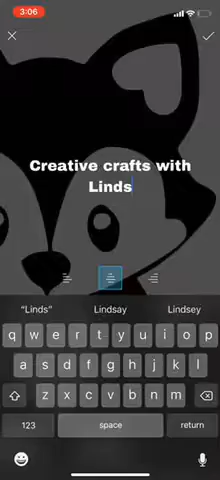 3:06
Creative crafts with
Linds
"Linds" Lindsay Lindsey
q w e r t y u i o p
a s d f g h j k l
z x c v b n m
123 space return